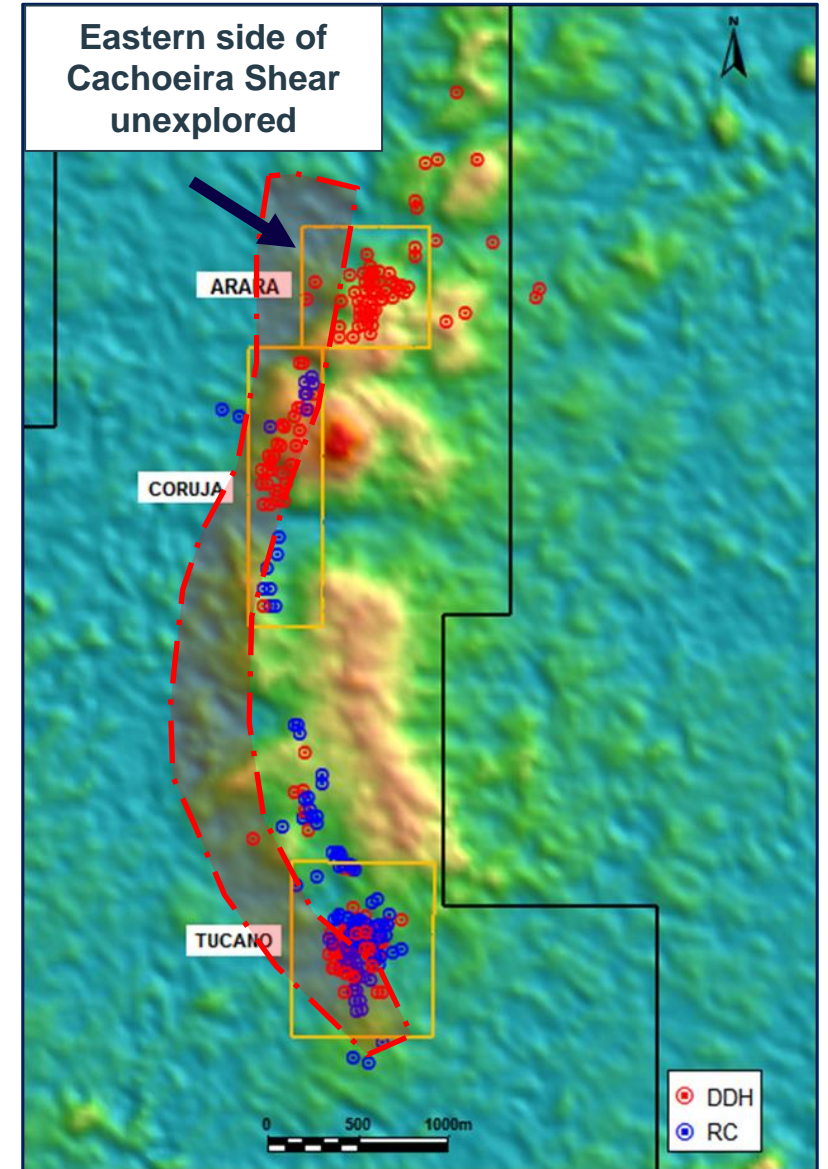 Eastern side of
Cachoeira Shear
unexplored
N
ARARA
CORUJA
TUCANO
0 500 1000m
DDH
RC